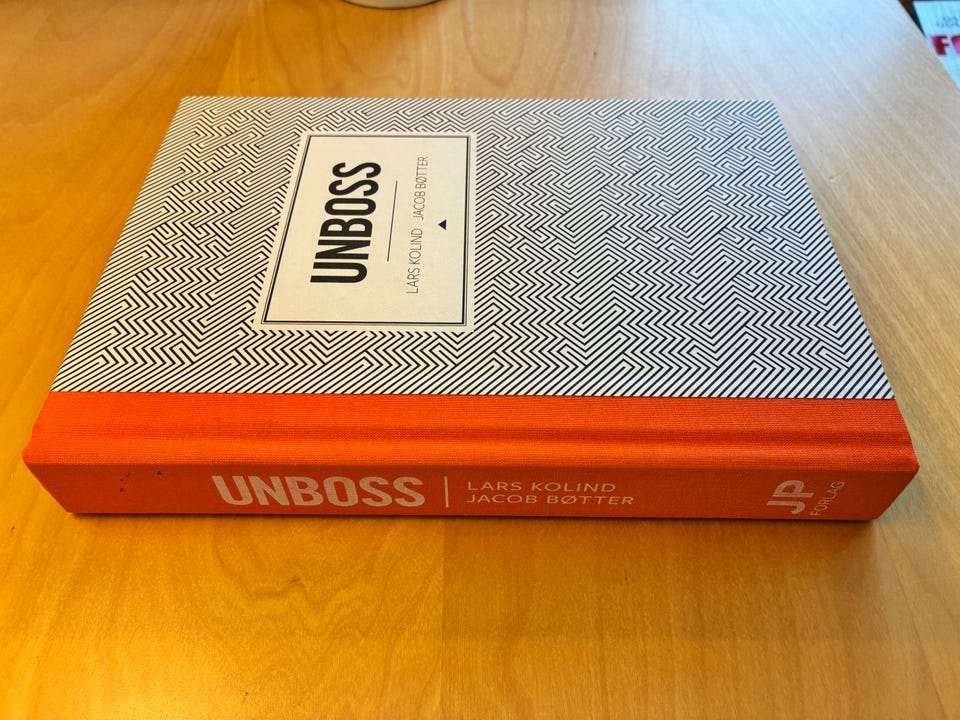 UNBOSS
LARS KOLIND JACOB BØTTER
UNBOSS
LARS KOLIND
JACOB BØTTER
JP
FORLAG